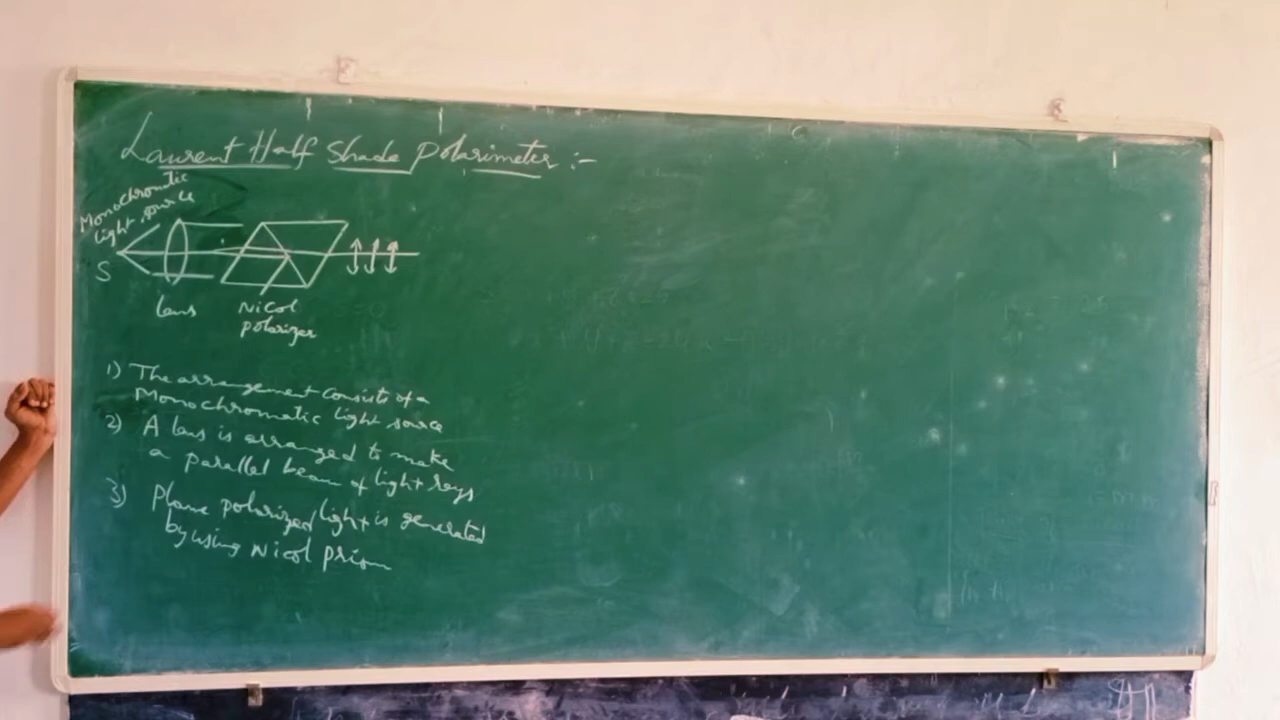 Laurent Half Shade Polarimeter :-
Monochromatic
light source
S
lens
Nicol
polarizer
1) The arrangement consists of a
Monochromatic light source
2) A lens is arranged to make
a parallel beam of light rays
3) Plane polarized light is generated
by using Nicol prism